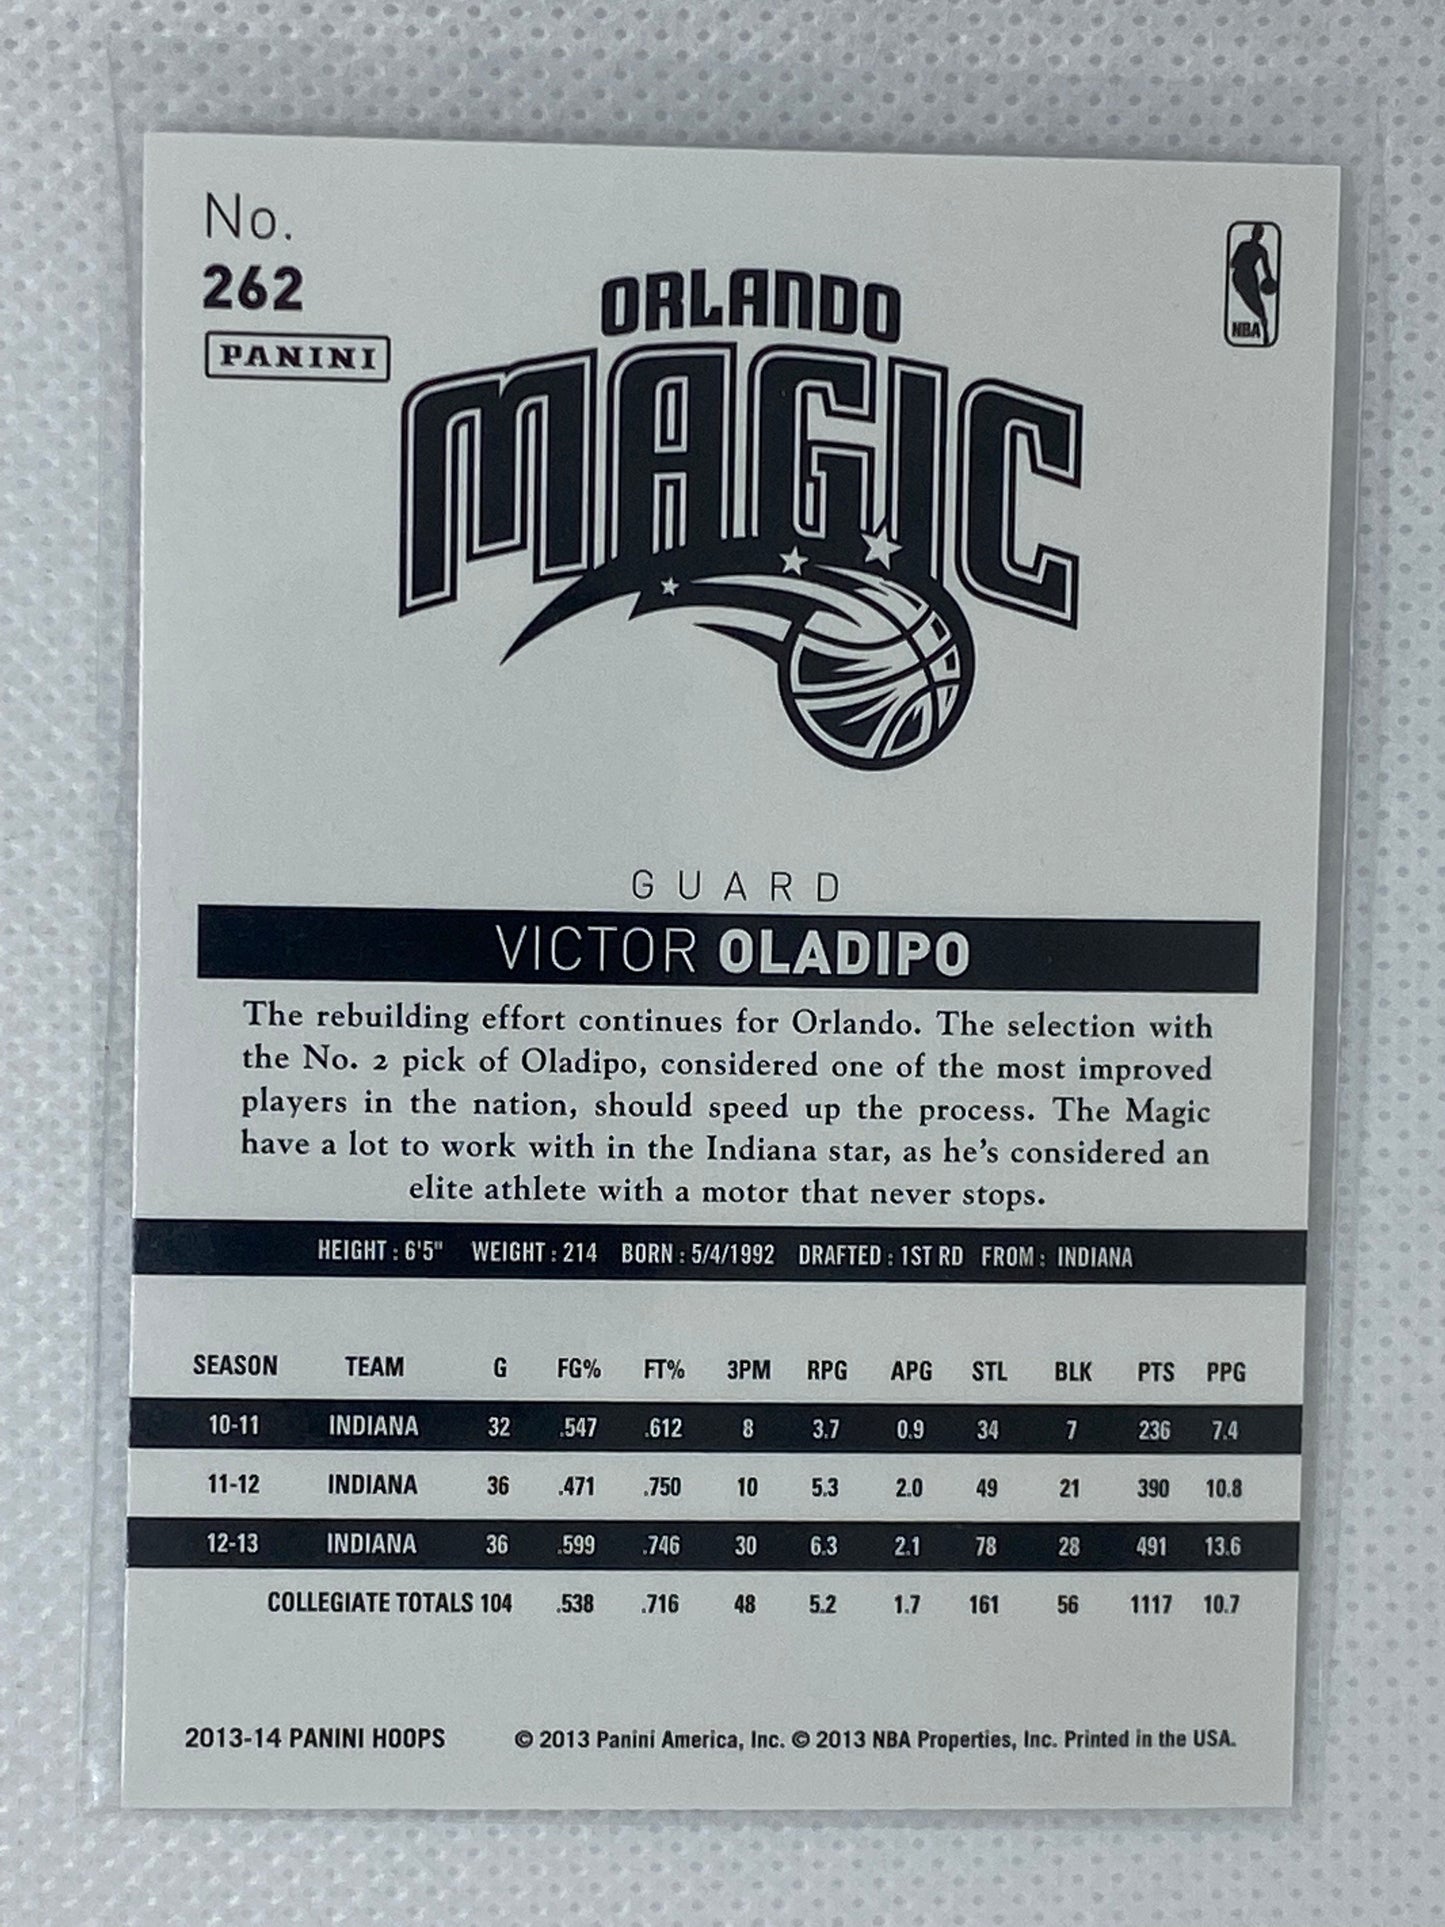 No.
262
PANINI
NBA
ORLANDO
MAGIC
GUARD
VICTOR OLADIPO
The rebuilding effort continues for Orlando. The selection with
the No. 2 pick of Oladipo, considered one of the most improved
players in the nation, should speed up the process. The Magic
have a lot to work with in the Indiana star, as he's considered an
elite athlete with a motor that never stops.
HEIGHT : 6'5" WEIGHT : 214 BORN : 5/4/1992 DRAFTED : 1ST RD FROM : INDIANA
SEASON TEAM G FG% FT% 3PM RPG APG STL BLK PTS PPG
10-11 INDIANA 32 .547 .612 8 3.7 0.9 34 7 236 7.4
11-12 INDIANA 36 .471 .750 10 5.3 2.0 49 21 390 10.8
12-13 INDIANA 36 .599 .746 30 6.3 2.1 78 28 491 13.6
COLLEGIATE TOTALS 104 .538 .716 48 5.2 1.7 161 56 1117 10.7
2013-14 PANINI HOOPS © 2013 Panini America, Inc. © 2013 NBA Properties, Inc. Printed in the USA.